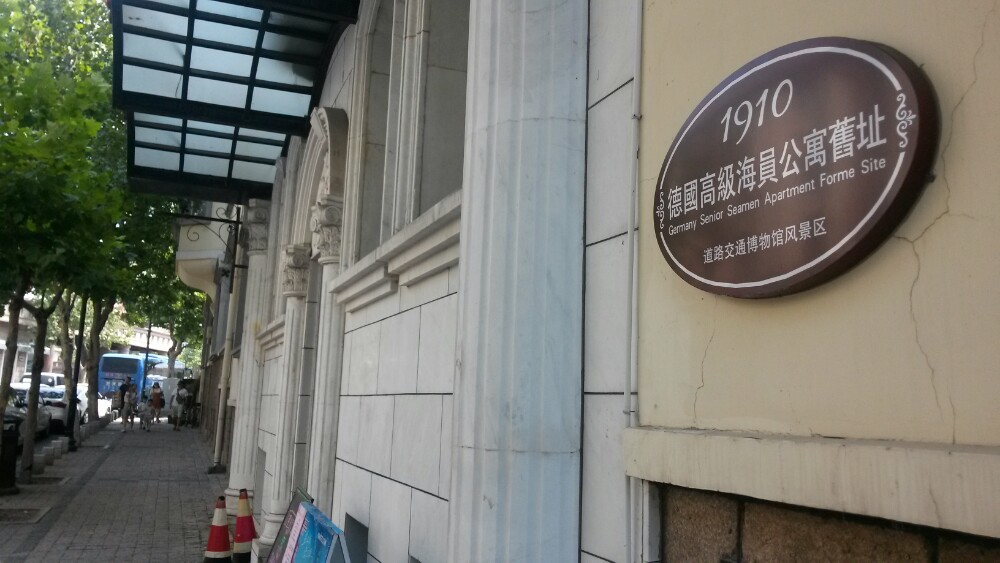 1910
德國高級海員公寓舊址
Germany Senior Seamen Apartment Forme Site
道路交通博物馆风景区